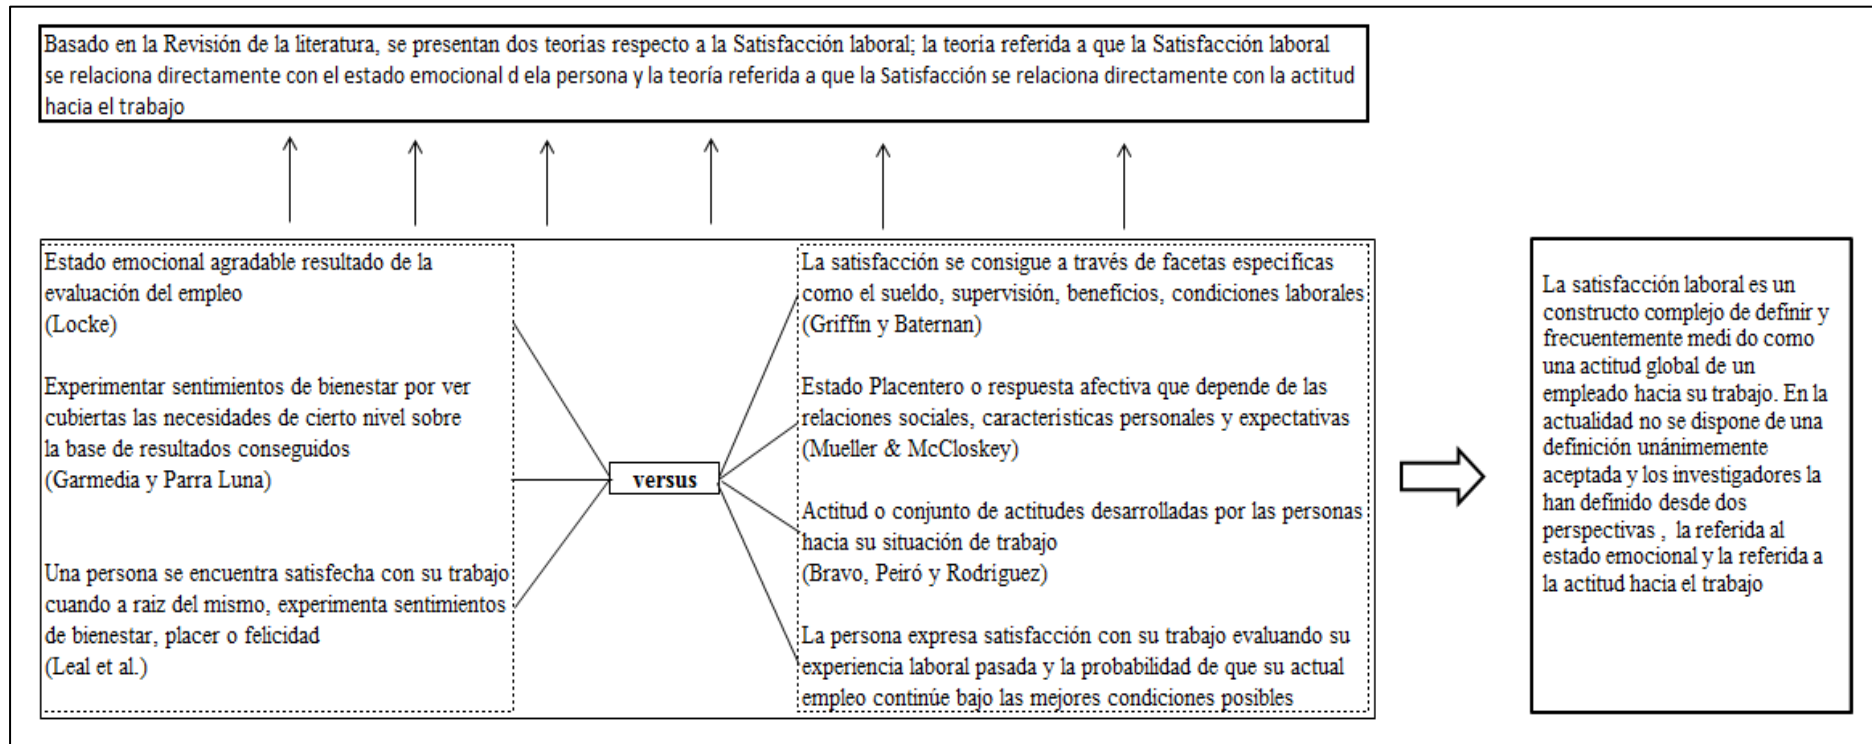 Basado en la Revisión de la literatura, se presentan dos teorias respecto a la Satisfacción laboral; la teoria referida a que la Satisfacción laboral
se relaciona directamente con el estado emocional d ela persona y la teoría referida a que la Satisfacción se relaciona directamente con la actitud
hacia el trabajo
Estado emocional agradable resultado de la
evaluación del empleo
(Locke)
Experimentar sentimientos de bienestar por ver
cubiertas las necesidades de cierto nivel sobre
la base de resultados conseguidos
(Garmedia y Parra Luna)
Una persona se encuentra satisfecha con su trabajo
cuando a raiz del mismo, experimenta sentimientos
de bienestar, placer o felicidad
(Leal et al.)
versus
La satisfacción se consigue a través de facetas especificas
como el sueldo, supervisión, beneficios, condiciones laborales
(Griffin y Baternan)
Estado Placentero o respuesta afectiva que depende de las
relaciones sociales, caracteristicas personales y expectativas
(Mueller & McCloskey)
Actitud o conjunto de actitudes desarrolladas por las personas
hacia su situación de trabajo
(Bravo, Peiró y Rodriguez)
La persona expresa satisfacción con su trabajo evaluando su
experiencia laboral pasada y la probabilidad de que su actual
empleo continúe bajo las mejores condiciones posibles
La satisfacción laboral es un
constructo complejo de definir y
frecuentemente medi do como
una actitud global de un
empleado hacia su trabajo. En la
actualidad no se dispone de una
definición unánimemente
aceptada y los investigadores la
han definido desde dos
perspectivas , la referida al
estado emocional y la referida a
la actitud hacia el trabajo